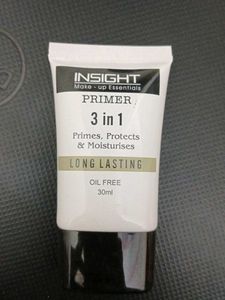 INSIGHT
Make - up Essentials
PRIMER
3 in 1
Primes, Protects
& Moisturises
LONG LASTING
OIL FREE
30ml